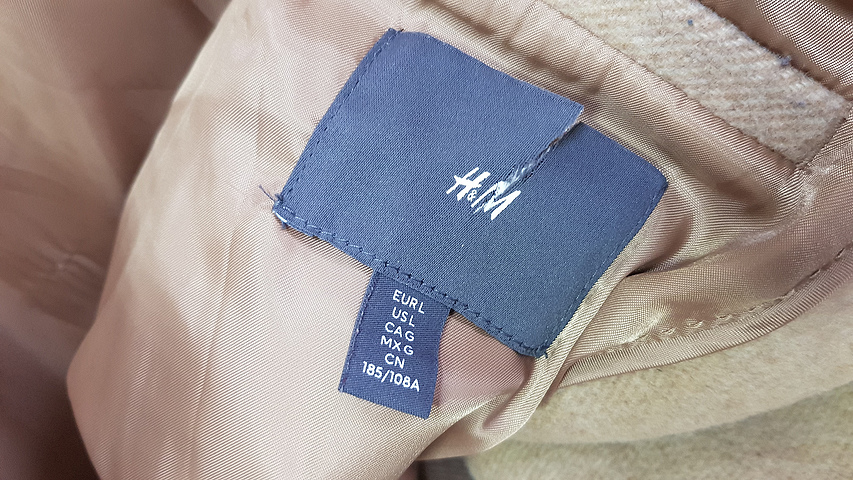 H&M
EUR L
US L
CA G
MX G
CN
185/108A